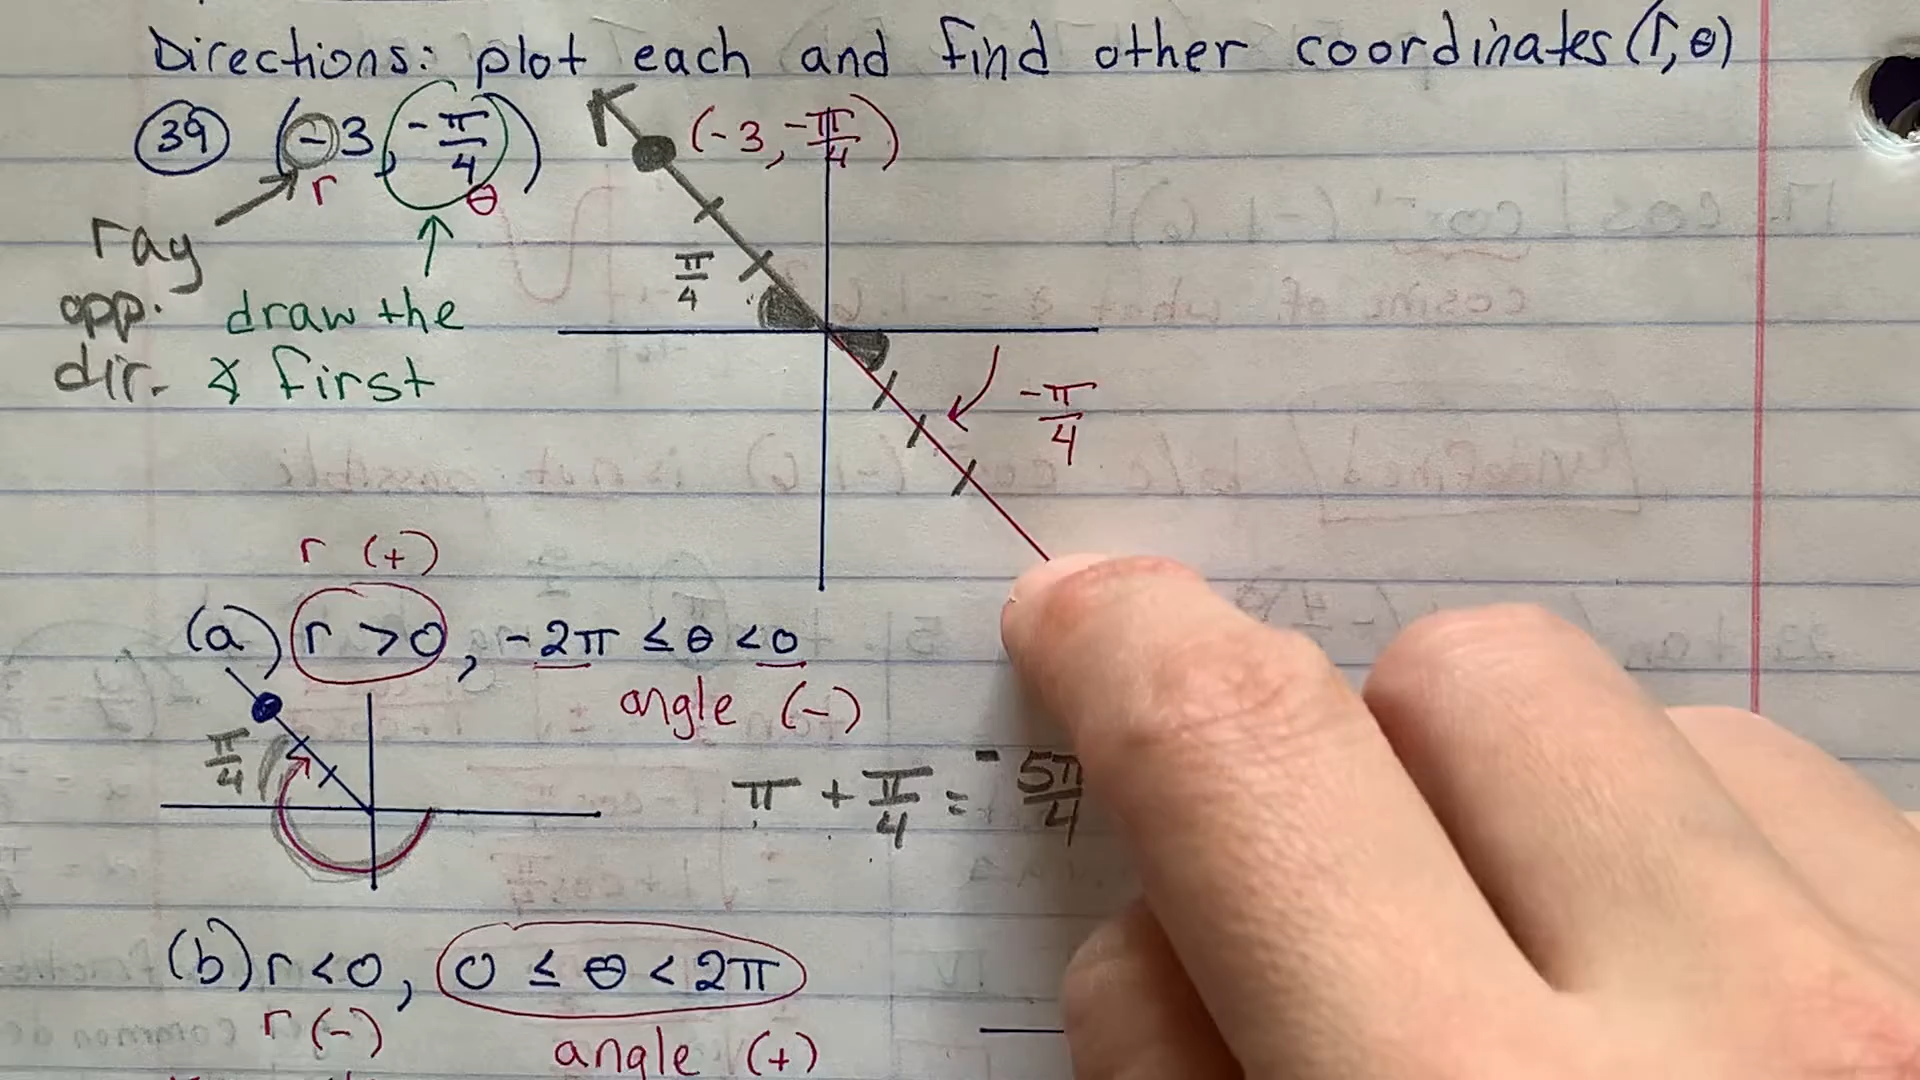 Directions: plot each and find other coordinates (r, θ)
39 (-3, -π/4)
r θ
ray opp. dir.
draw the ∡ first
(-3, -π/4)
π/4
-π/4
r (+)
(a) r > 0, -2π ≤ θ < 0
angle (-)
π/4
π + π/4 = -5π/4
(b) r < 0, 0 ≤ θ < 2π
r (-) angle (+)